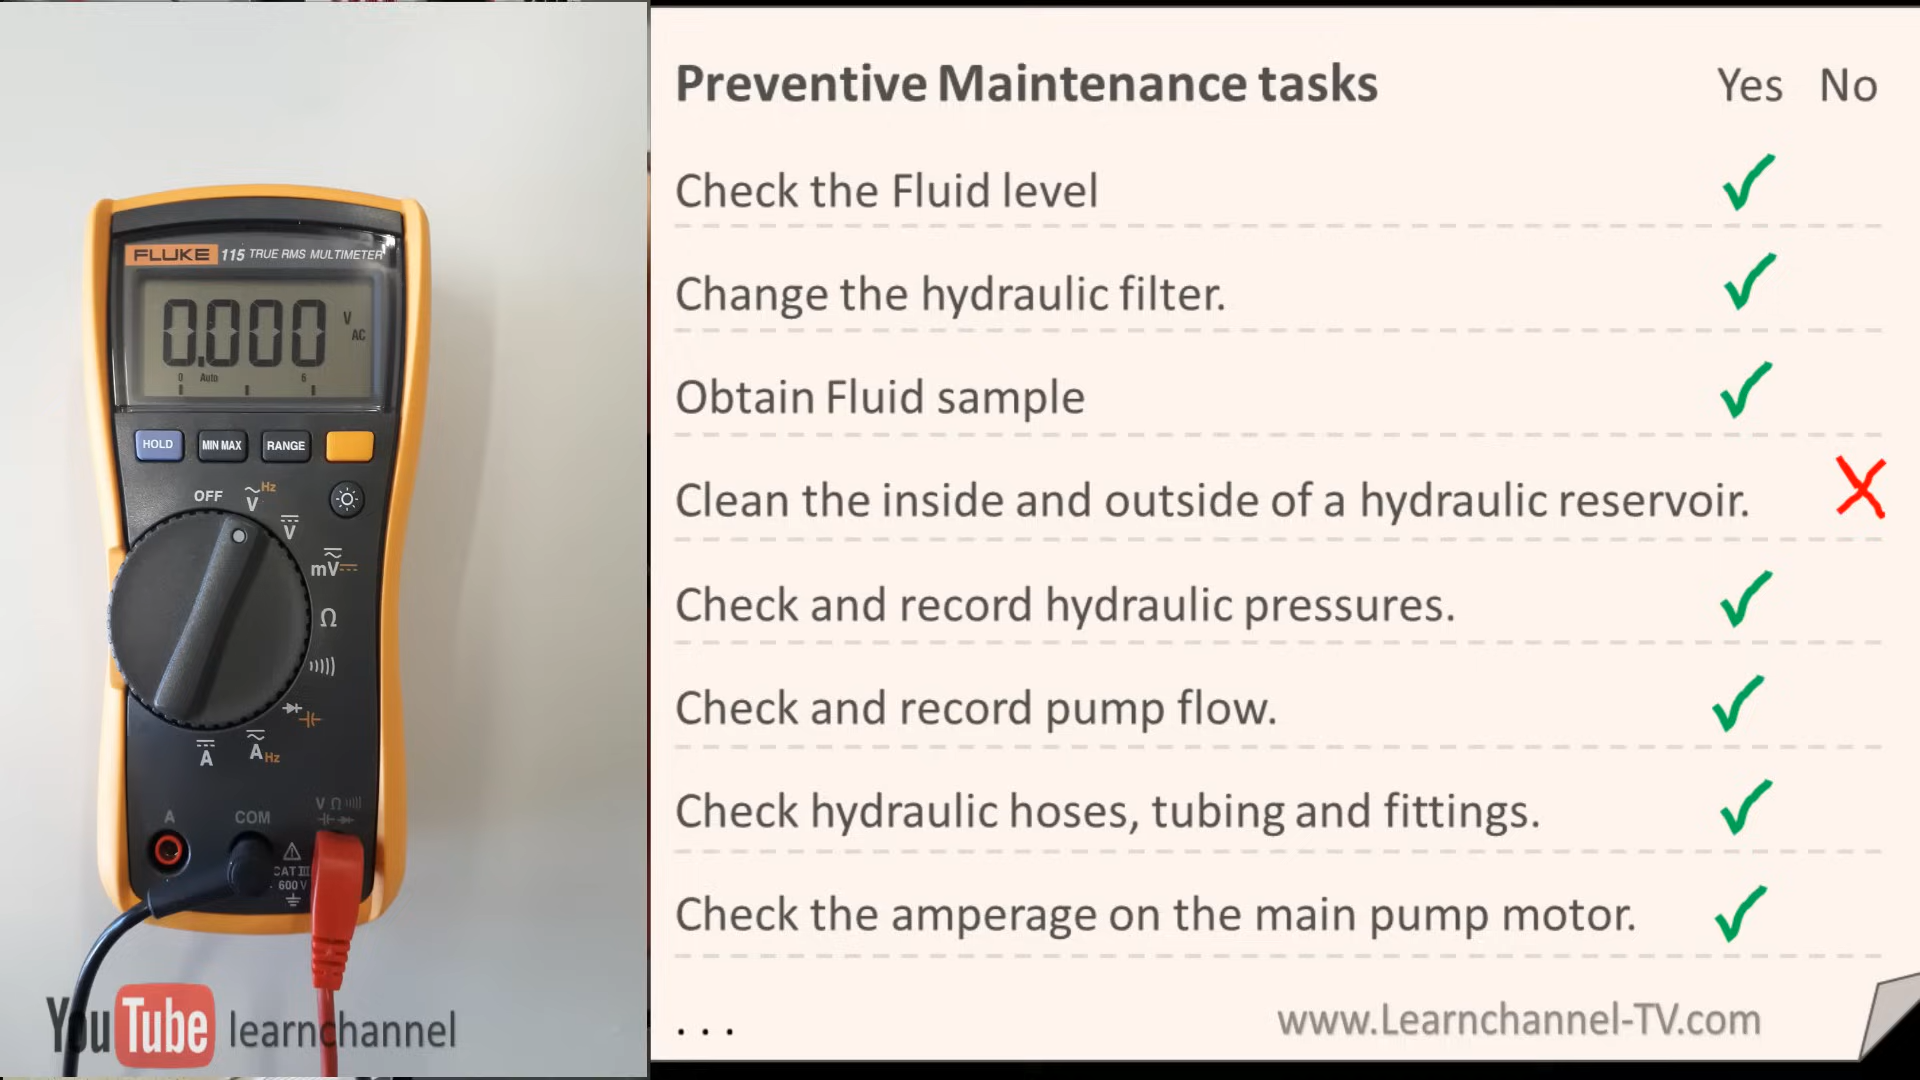 FLUKE 115 TRUE RMS MULTIMETER
0.000 V AC
0 Auto 6
HOLD MIN MAX RANGE
OFF V Hz
V
mV
Ω
A A Hz
A COM V Ω
CAT III
600 V
YouTube learnchannel
Preventive Maintenance tasks Yes No
Check the Fluid level
Change the hydraulic filter.
Obtain Fluid sample
Clean the inside and outside of a hydraulic reservoir.
Check and record hydraulic pressures.
Check and record pump flow.
Check hydraulic hoses, tubing and fittings.
Check the amperage on the main pump motor.
...
www.Learnchannel-TV.com